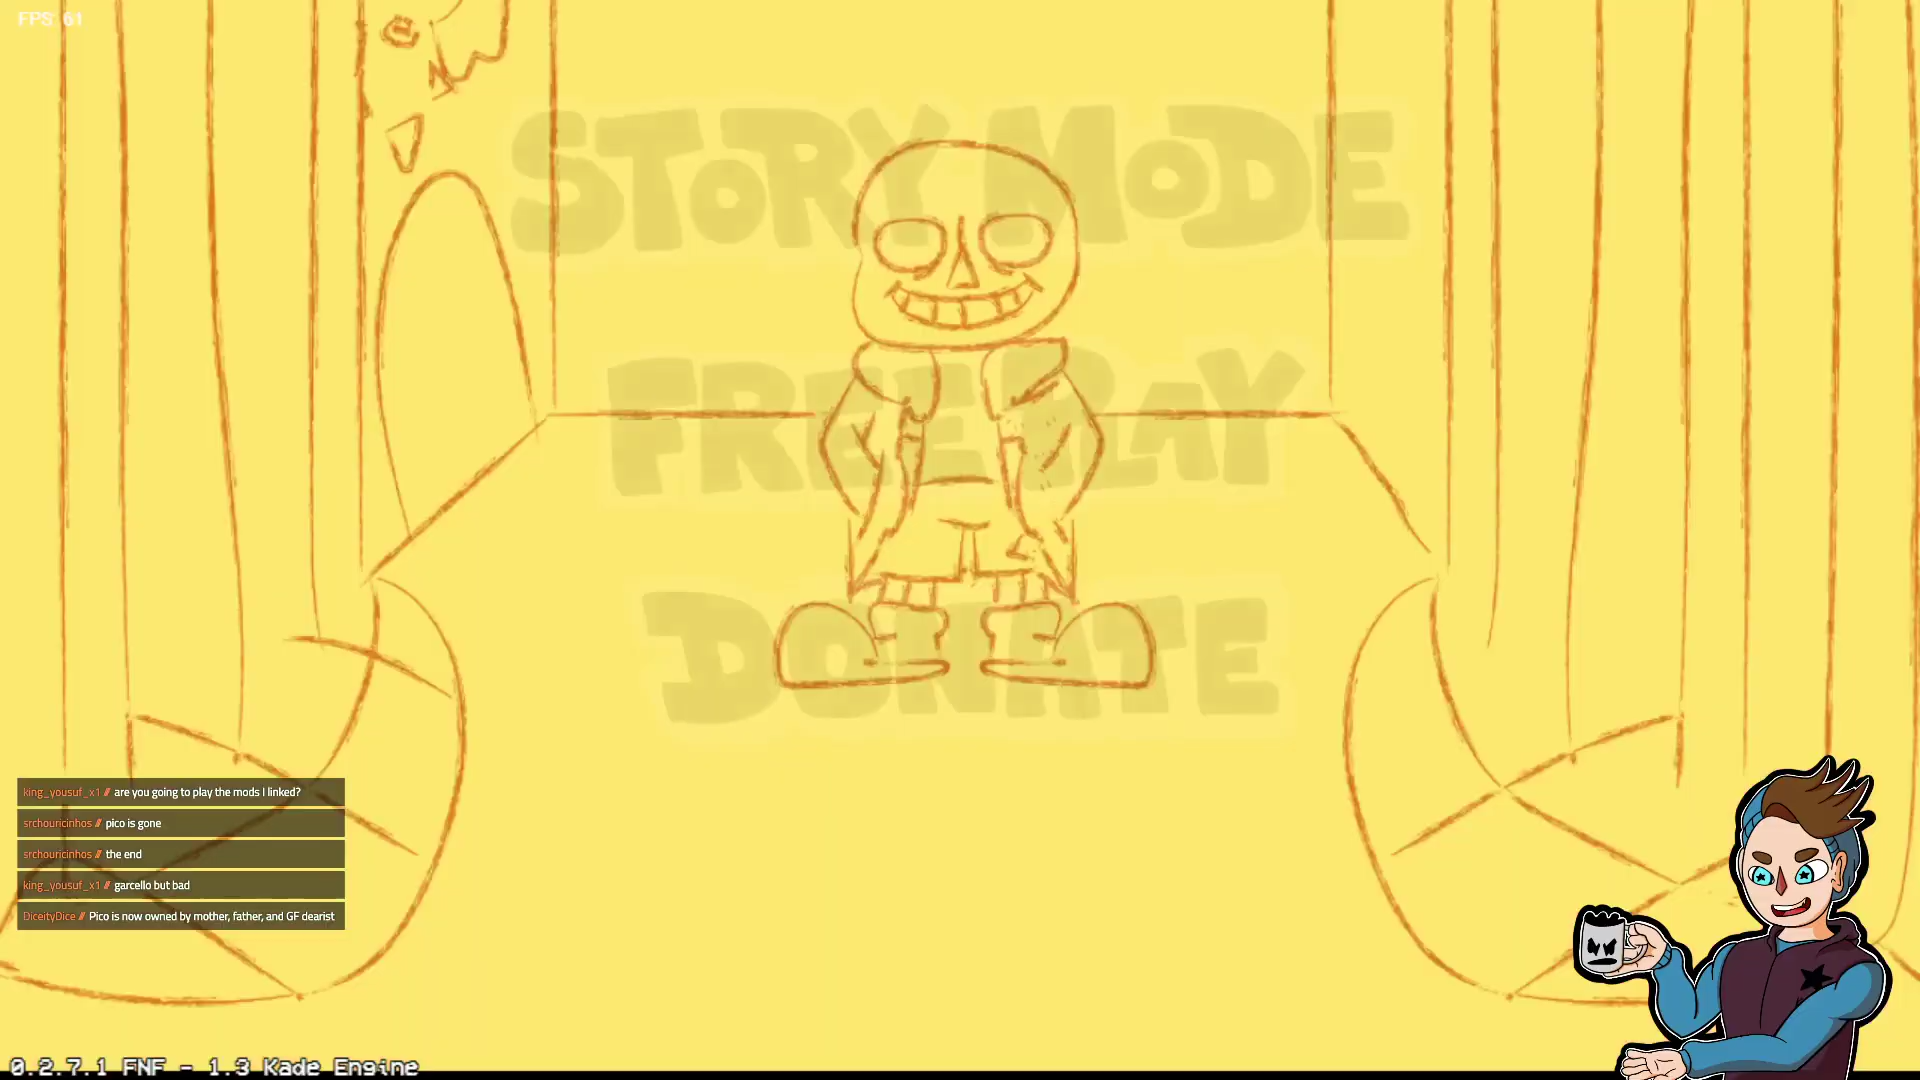 FPS: 61
STORY MODE
FREEPLAY
DONATE
king_yousuf_x1 // are you going to play the mods I linked?
srchouricinhos // pico is gone
srchouricinhos // the end
king_yousuf_x1 // garcello but bad
DiceityDice // Pico is now owned by mother, father, and GF dearist
0.2.7.1 FNF - 1.3 Kade Engine